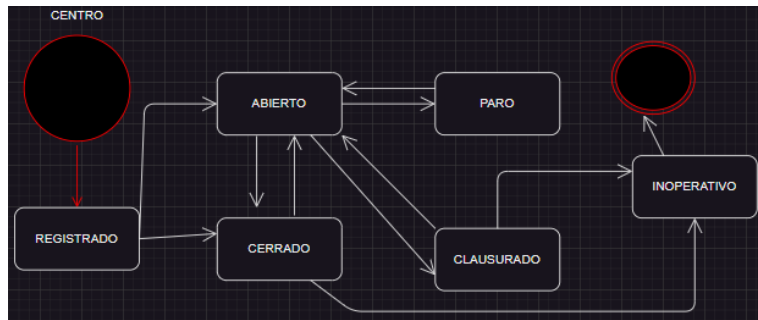 CENTRO
ABIERTO
PARO
INOPERATIVO
REGISTRADO
CERRADO
CLAUSURADO